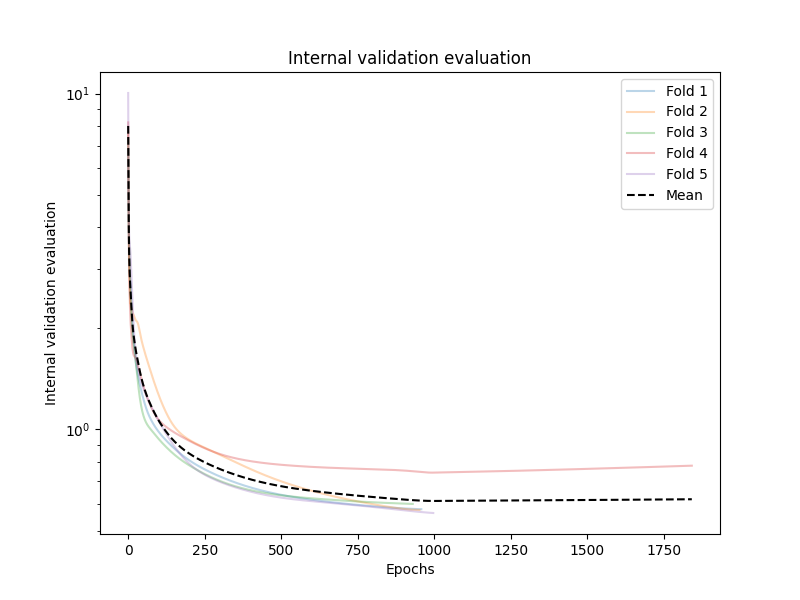 Internal validation evaluation
Internal validation evaluation
10¹
10⁰
0 250 500 750 1000 1250 1500 1750
Epochs
Fold 1
Fold 2
Fold 3
Fold 4
Fold 5
Mean